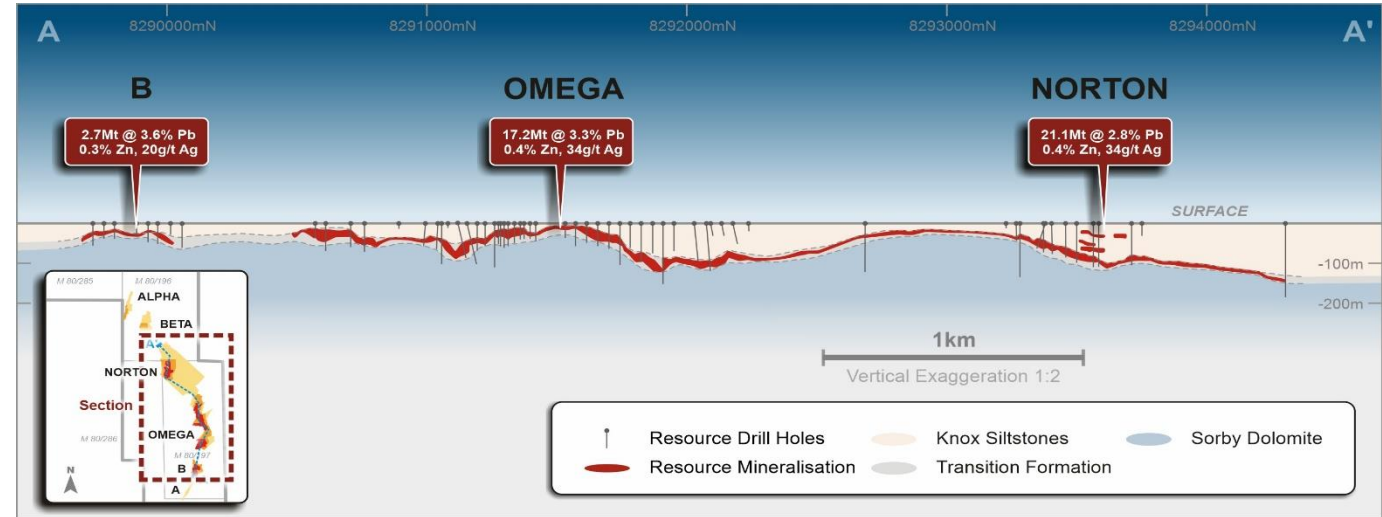 A
8290000mN
8291000mN
8292000mN
8293000mN
8294000mN
A'
B
OMEGA
NORTON
2.7Mt @ 3.6% Pb
0.3% Zn, 20g/t Ag
17.2Mt @ 3.3% Pb
0.4% Zn, 34g/t Ag
21.1Mt @ 2.8% Pb
0.4% Zn, 34g/t Ag
SURFACE
-100m
-200m
M 80/285
M 80/196
ALPHA
BETA
A'
NORTON
Section
M 80/286
OMEGA
M 80/197
B
A
N
1km
Vertical Exaggeration 1:2
Resource Drill Holes
Knox Siltstones
Sorby Dolomite
Resource Mineralisation
Transition Formation